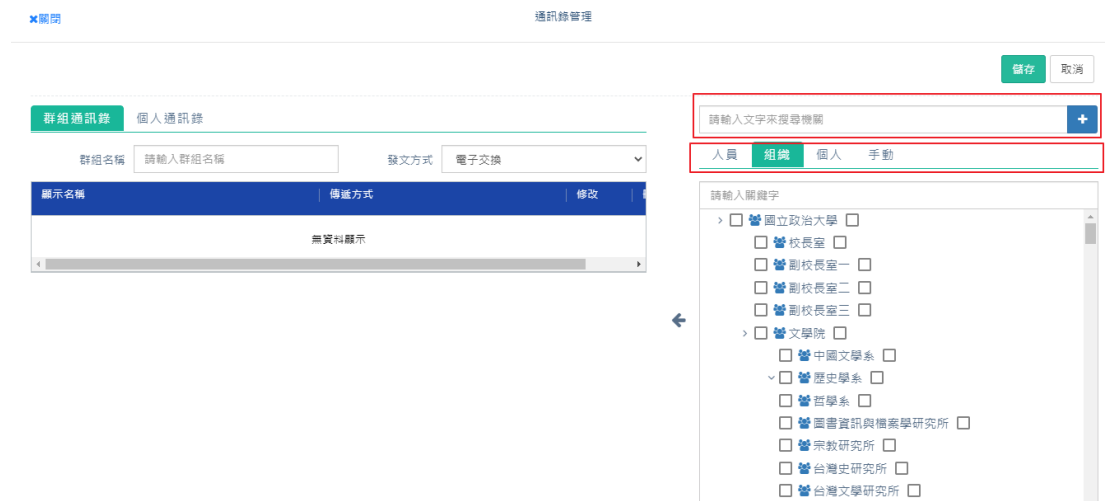 ✖關閉
通訊錄管理
儲存 取消
群組通訊錄 個人通訊錄
群組名稱 請輸入群組名稱 發文方式 電子交換
顯示名稱 傳遞方式 修改
無資料顯示
請輸入文字來搜尋機關 +
人員 組織 個人 手動
請輸入關鍵字
國立政治大學
校長室
副校長室一
副校長室二
副校長室三
文學院
中國文學系
歷史學系
哲學系
圖書資訊與檔案學研究所
宗教研究所
台灣史研究所
台灣文學研究所